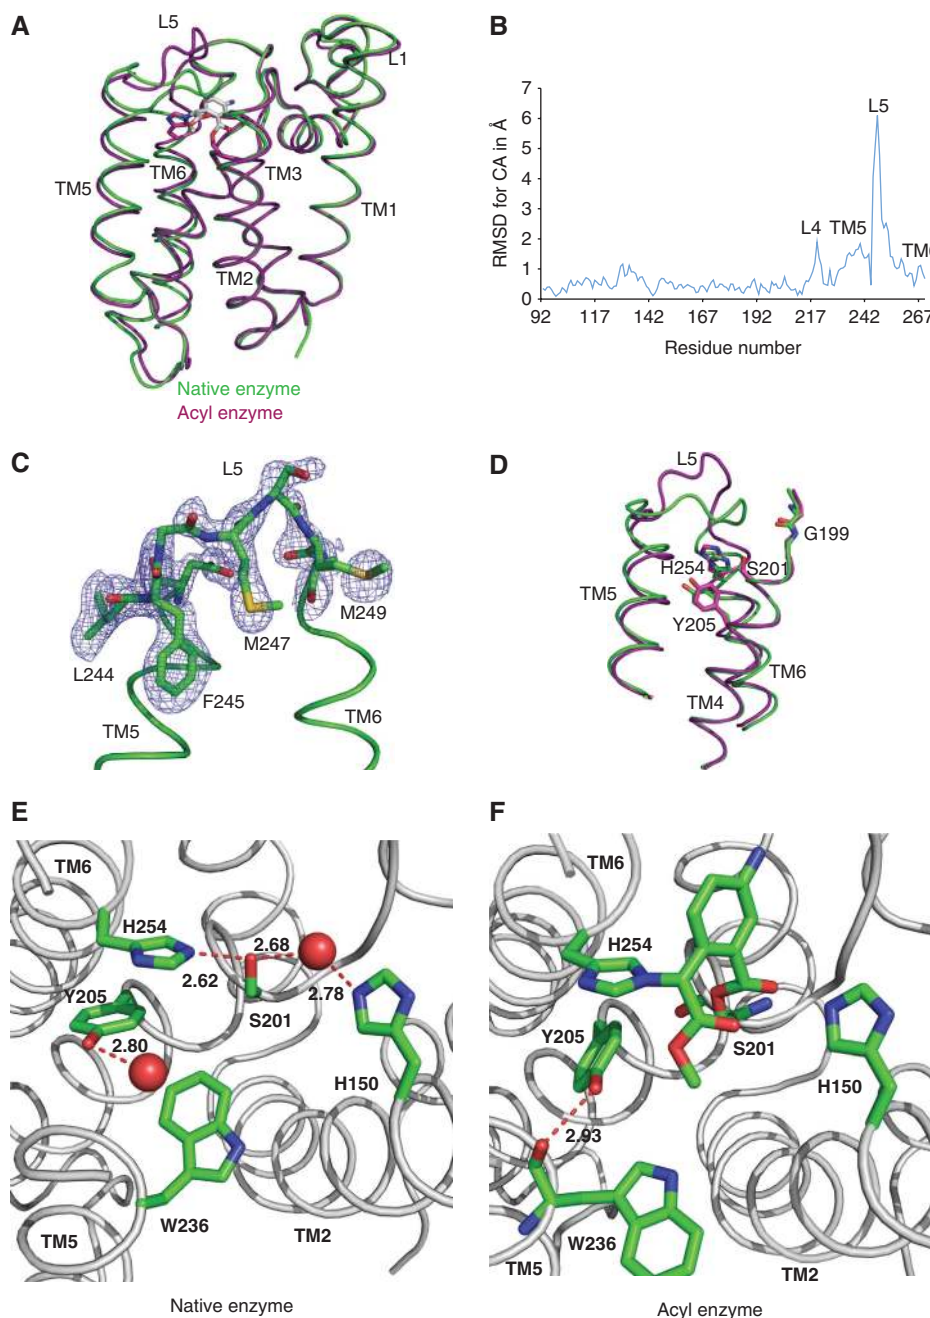 A
L5
L1
TM5
TM6
TM3
TM1
TM2
Native enzyme
Acyl enzyme
B
RMSD for CA in Å
7
6
5
4
3
2
1
0
L5
L4
TM5
92 117 142 167 192 217 242 267
Residue number
C
L5
M249
M247
L244
F245
TM5
TM6
D
L5
G199
H254
S201
TM5
Y205
TM6
TM4
E
TM6
H254
2.68
2.62
2.78
Y205
S201
2.80
H150
W236
TM5
TM2
Native enzyme
F
TM6
H254
Y205
S201
H150
2.93
W236
TM5
TM2
Acyl enzyme